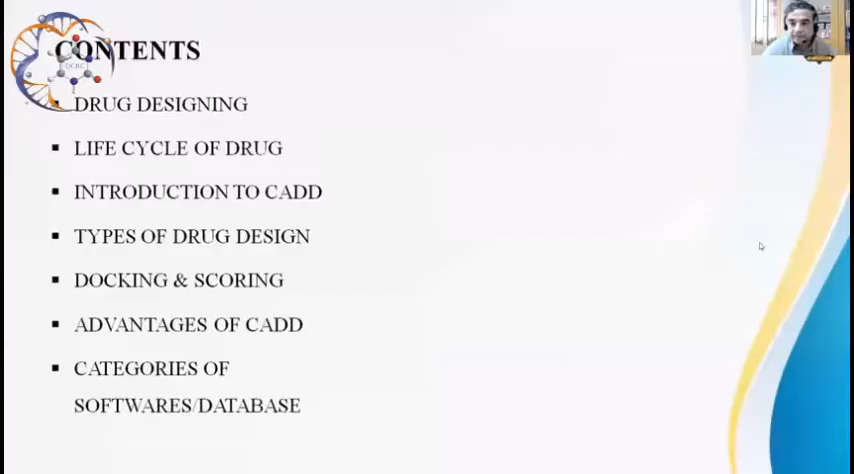 CONTENTS
DCRC
▪ DRUG DESIGNING
▪ LIFE CYCLE OF DRUG
▪ INTRODUCTION TO CADD
▪ TYPES OF DRUG DESIGN
▪ DOCKING & SCORING
▪ ADVANTAGES OF CADD
▪ CATEGORIES OF
SOFTWARES/DATABASE